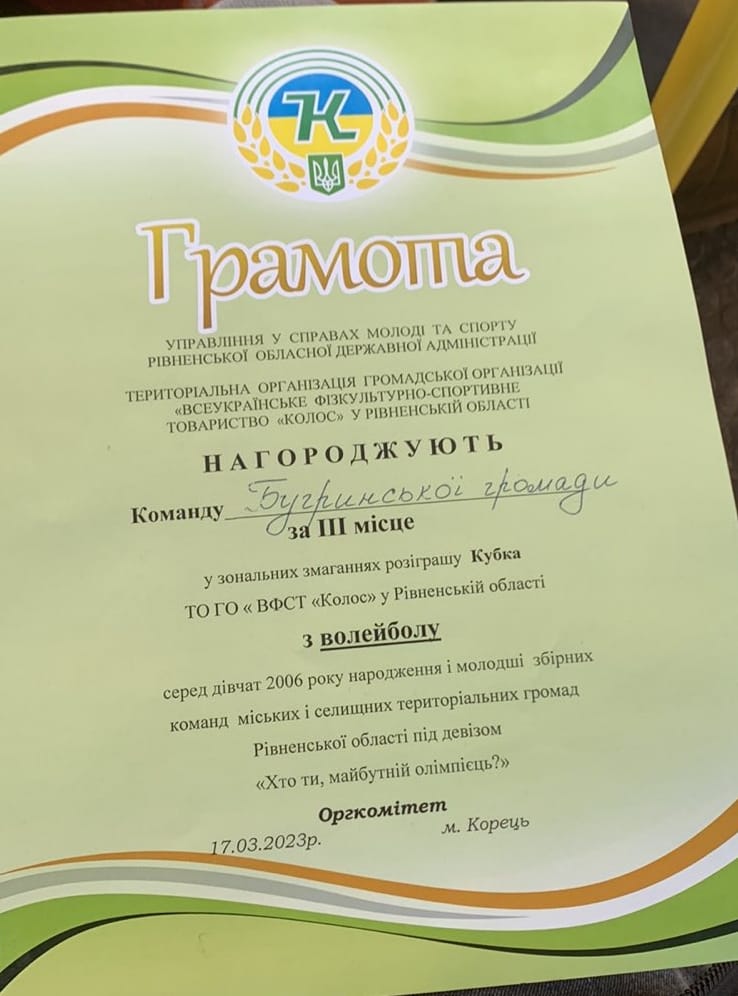 К
Грамота
УПРАВЛІННЯ У СПРАВАХ МОЛОДІ ТА СПОРТУ
РІВНЕНСЬКОЇ ОБЛАСНОЇ ДЕРЖАВНОЇ АДМІНІСТРАЦІЇ
ТЕРИТОРІАЛЬНА ОРГАНІЗАЦІЯ ГРОМАДСЬКОЇ ОРГАНІЗАЦІЇ
«ВСЕУКРАЇНСЬКЕ ФІЗКУЛЬТУРНО-СПОРТИВНЕ
ТОВАРИСТВО «КОЛОС» У РІВНЕНСЬКІЙ ОБЛАСТІ
НАГОРОДЖУЮТЬ
Команду Бугринської громади
за ІІІ місце
у зональних змаганнях розіграшу Кубка
ТО ГО « ВФСТ «Колос» у Рівненській області
з волейболу
серед дівчат 2006 року народження і молодші збірних
команд міських і селищних територіальних громад
Рівненської області під девізом
«Хто ти, майбутній олімпієць?»
Оргкомітет
17.03.2023р. м. Корець